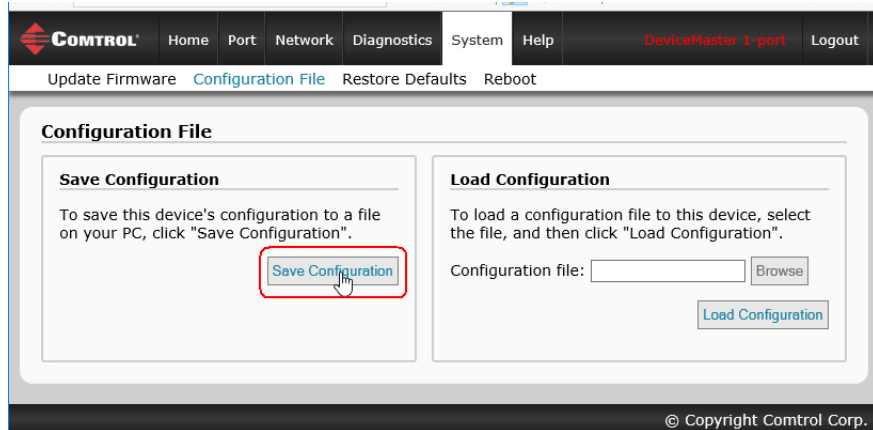 COMTROL Home Port Network Diagnostics System Help DeviceMaster 1-port Logout
Update Firmware Configuration File Restore Defaults Reboot
Configuration File
Save Configuration
To save this device's configuration to a file
on your PC, click "Save Configuration".
Save Configuration
Load Configuration
To load a configuration file to this device, select
the file, and then click "Load Configuration".
Configuration file: Browse
Load Configuration
© Copyright Comtrol Corp.